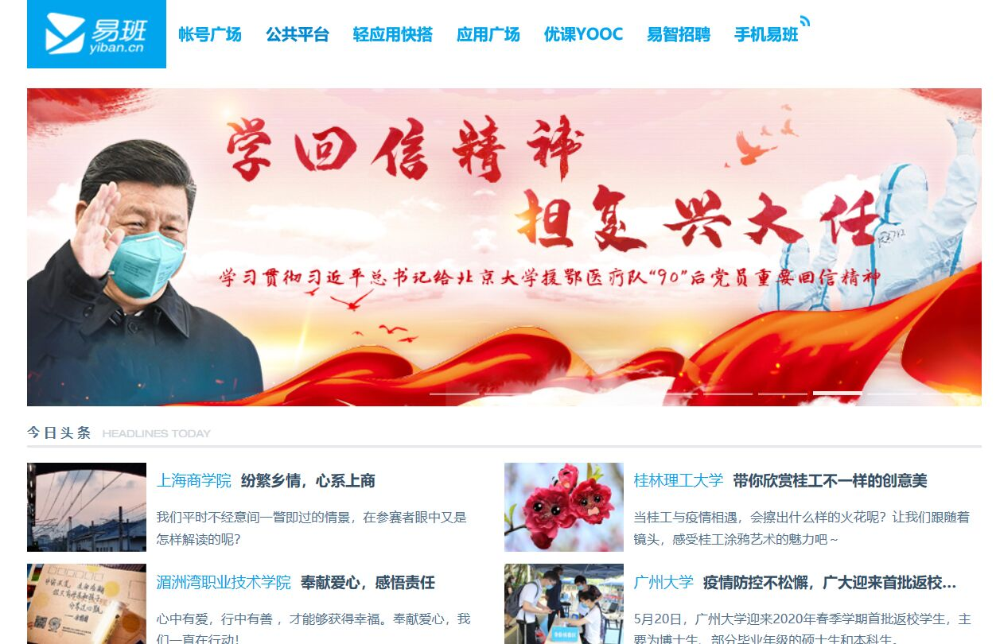 易班
yiban.cn
帐号广场 公共平台 轻应用快搭 应用广场 优课YOOC 易智招聘 手机易班
学回信精神
担复兴大任
学习贯彻习近平总书记给北京大学援鄂医疗队“90”后党员重要回信精神
今日头条 HEADLINES TODAY
上海商学院 纷繁乡情，心系上商
我们平时不经意间一瞥即过的情景，在参赛者眼中又是
怎样解读的呢？
桂林理工大学 带你欣赏桂工不一样的创意美
当桂工与疫情相遇，会擦出什么样的火花呢？让我们跟随着
镜头，感受桂工涂鸦艺术的魅力吧～
湄洲湾职业技术学院 奉献爱心，感悟责任
心中有爱，行中有善 ，才能够获得幸福。奉献爱心，我
们一直在行动！
广州大学 疫情防控不松懈，广大迎来首批返校...
5月20日，广州大学迎来2020年春季学期首批返校学生，主
要为博士生、部分毕业年级的硕士生和本科生。